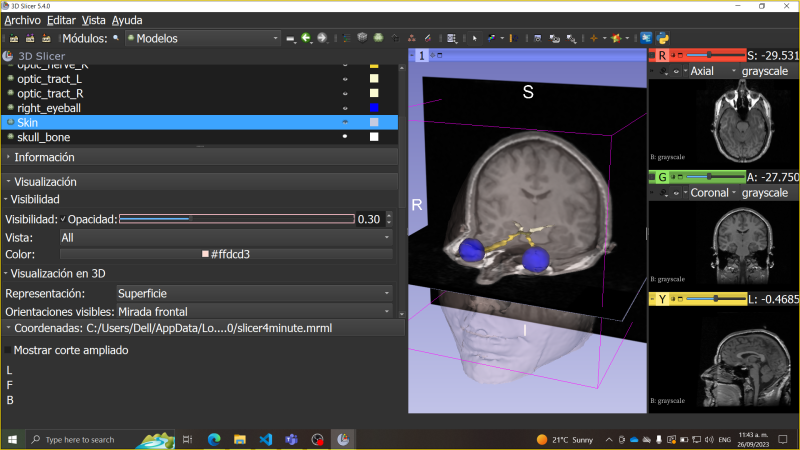 3D Slicer 5.4.0
Archivo Editar Vista Ayuda
Módulos: Modelos
3D Slicer
optic_nerve_R
optic_tract_L
optic_tract_R
right_eyeball
Skin
skull_bone
Información
Visualización
Visibilidad
Visibilidad: Opacidad: 0.30
Vista: All
Color: #ffdcd3
Visualización en 3D
Representación: Superficie
Orientaciones visibles: Mirada frontal
Coordenadas: C:/Users/Dell/AppData/Lo....0/slicer4minute.mrml
Mostrar corte ampliado
L
F
B
1
S
R
I
R S: -29.531
Axial grayscale
B: grayscale
G A: -27.750
Coronal grayscale
B: grayscale
Y L: -0.4685
B: grayscale
Type here to search
21°C Sunny
11:43 a. m.
26/09/2023